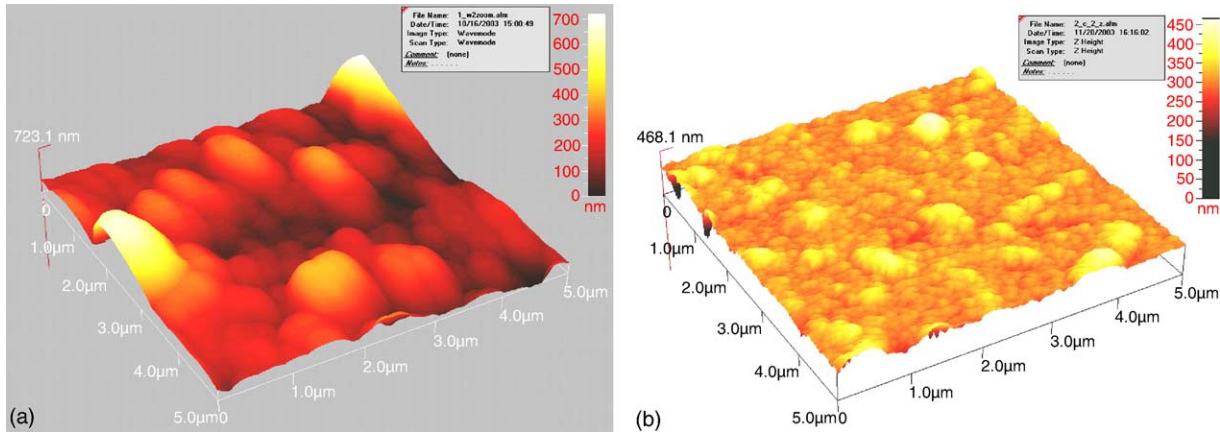 File Name: 1_w2zoom.afm
Date/Time: 10/16/2003 15:00:49
Image Type: Wavemode
Scan Type: Wavemode
Comment: (none)
Notes: . . . . . .
700
600
500
400
300
200
100
0
nm
723.1 nm
0
1.0µm
2.0µm
3.0µm
4.0µm
5.0µm
0
1.0µm
2.0µm
3.0µm
4.0µm
5.0µm
(a)
File Name: 2_c_2_z.afm
Date/Time: 11/20/2003 16:16:02
Image Type: Z Height
Scan Type: Z Height
Comment: (none)
Notes: . . . . . .
450
400
350
300
250
200
150
100
50
0
nm
468.1 nm
0
1.0µm
2.0µm
3.0µm
4.0µm
5.0µm
0
1.0µm
2.0µm
3.0µm
4.0µm
5.0µm
(b)